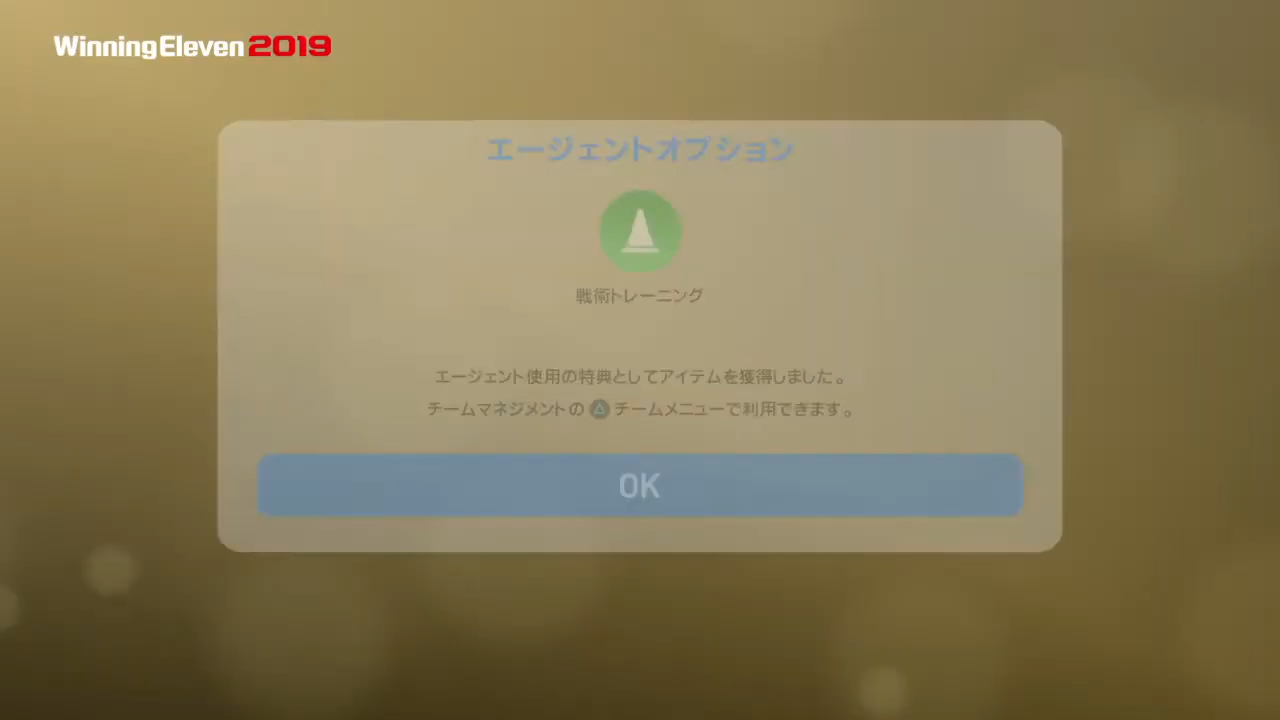 WinningEleven 2019
エージェントオプション
戦術トレーニング
エージェント使用の特典としてアイテムを獲得しました。
チームマネジメントの△チームメニューで利用できます。
OK